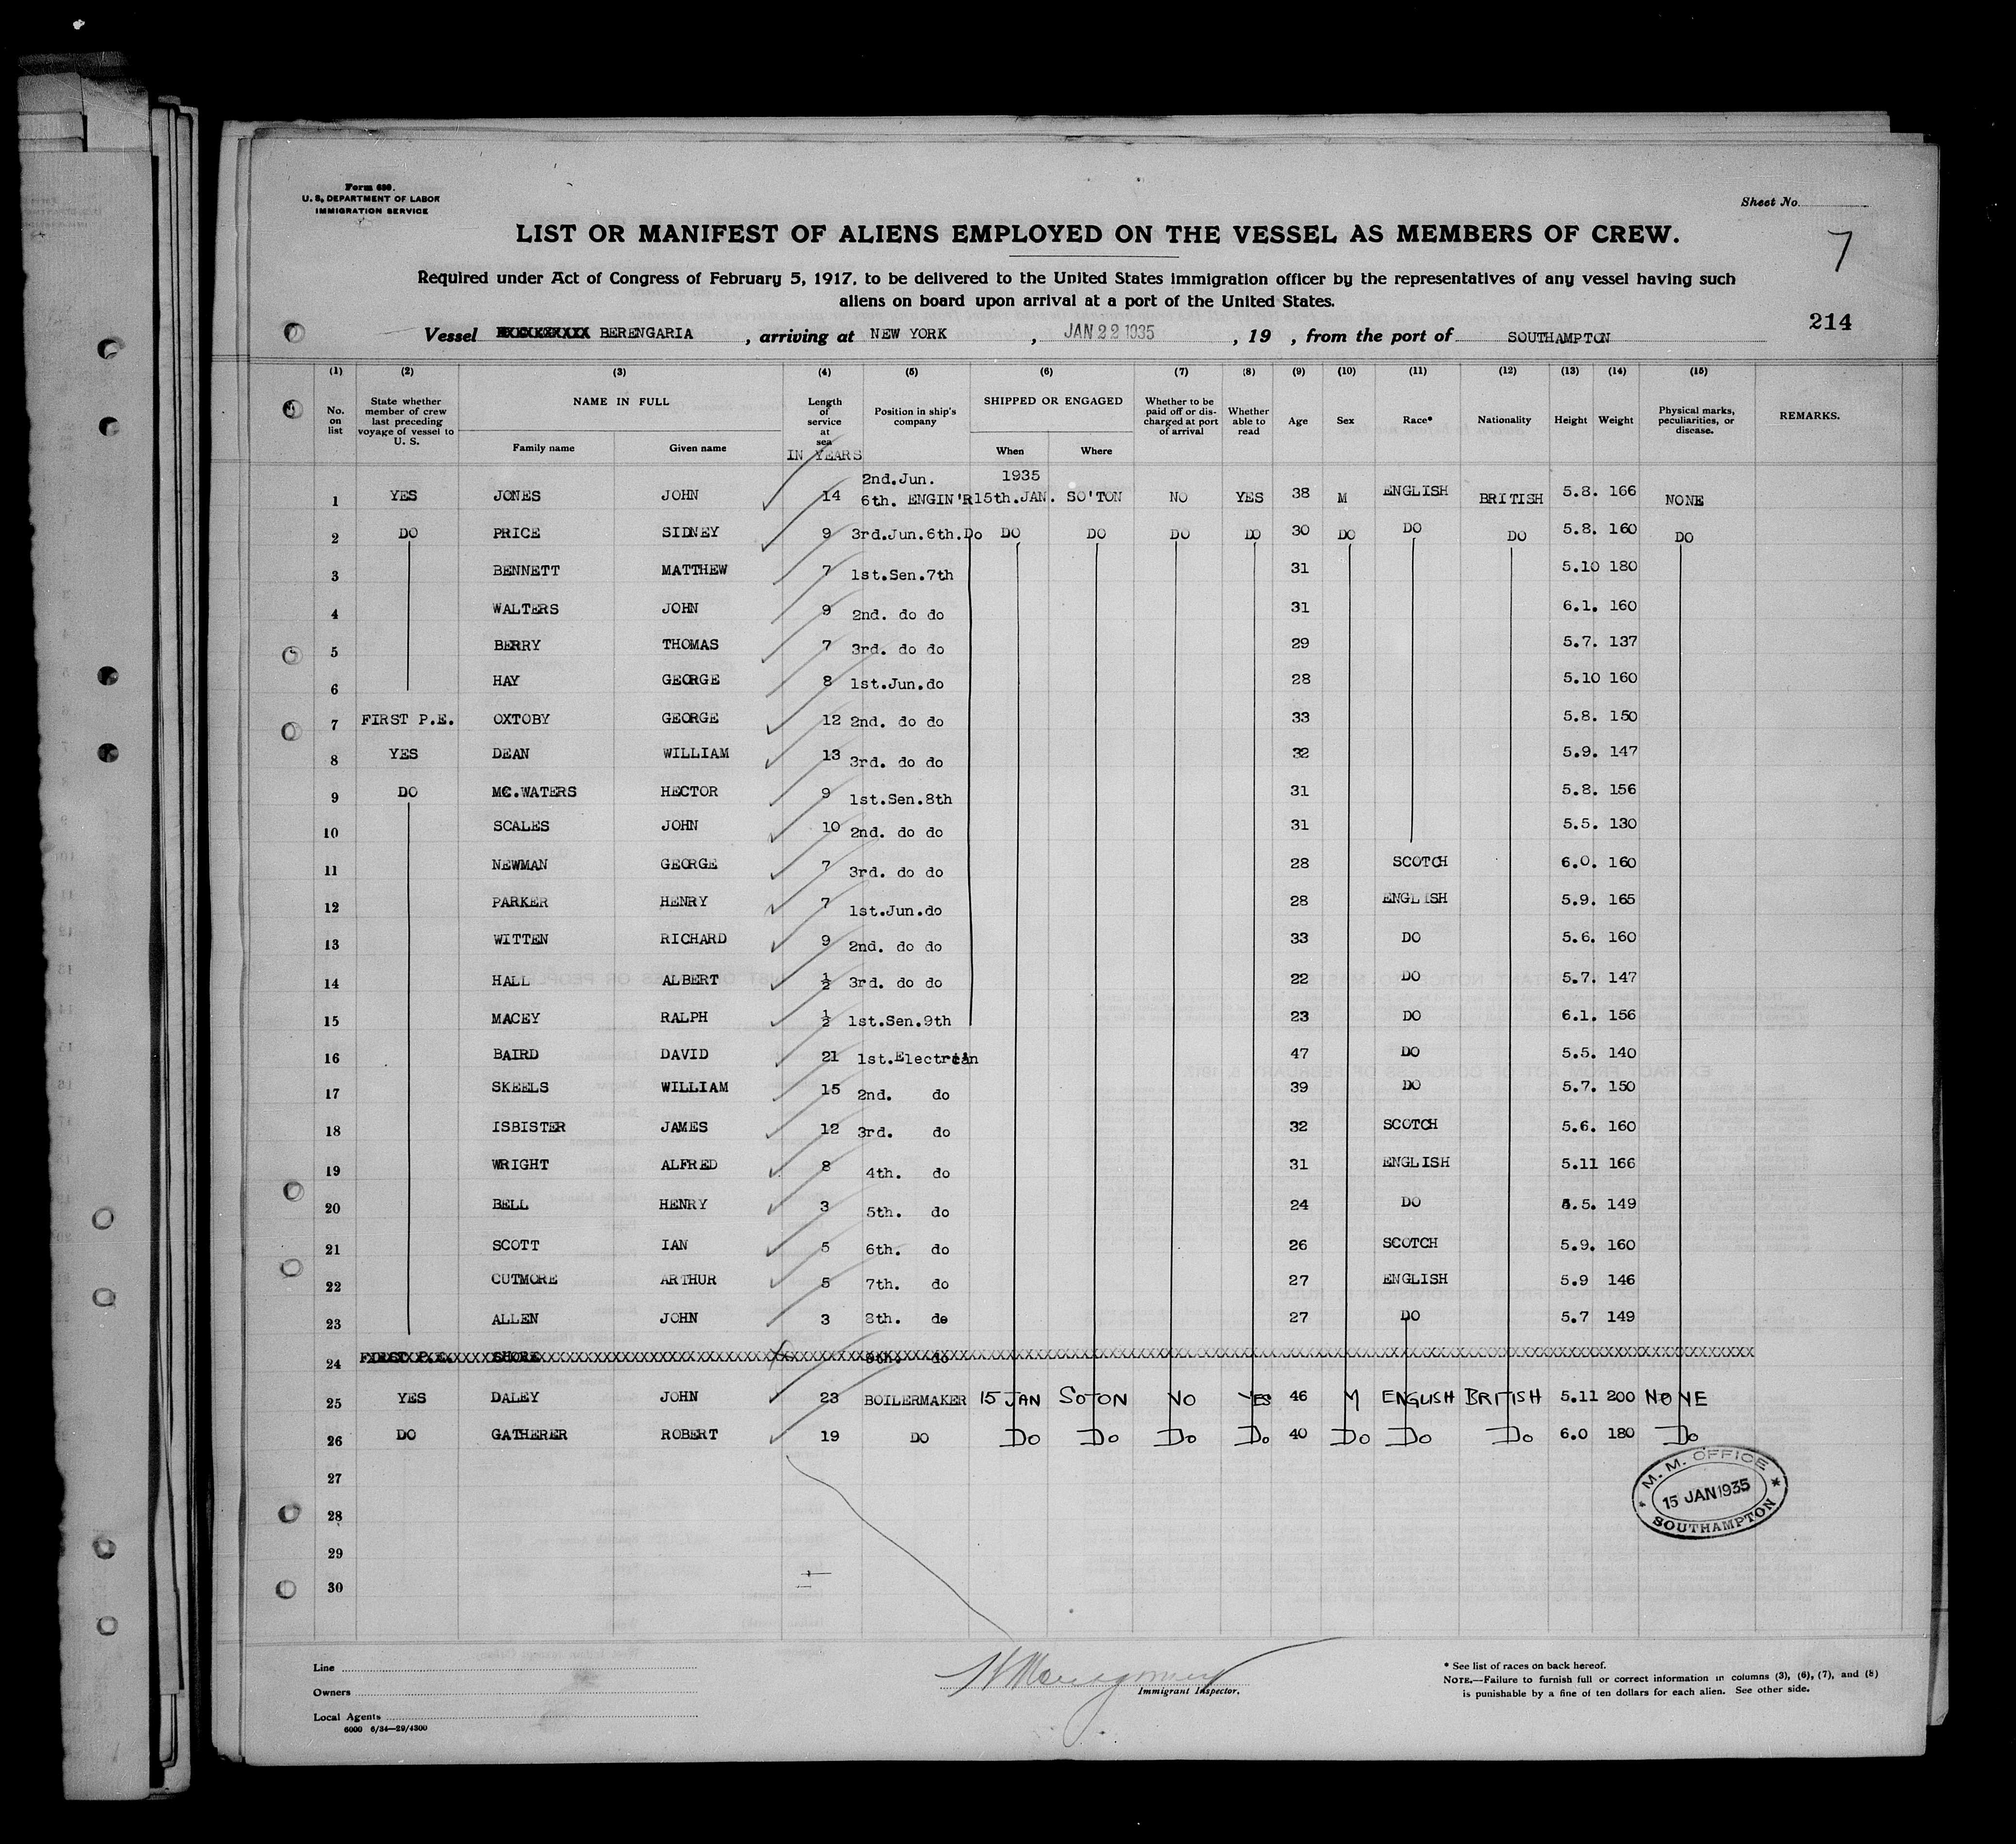 Form 680.
U. S. DEPARTMENT OF LABOR
IMMIGRATION SERVICE
Sheet No.
LIST OR MANIFEST OF ALIENS EMPLOYED ON THE VESSEL AS MEMBERS OF CREW.
7
Required under Act of Congress of February 5, 1917, to be delivered to the United States immigration officer by the representatives of any vessel having such
aliens on board upon arrival at a port of the United States.
214
Vessel BERENGARIA , arriving at NEW YORK , JAN 22 1935 , 19 , from the port of SOUTHAMPTON
(1) (2) (3) (4) (5) (6) (7) (8) (9) (10) (11) (12) (13) (14) (15)
No. on list State whether member of crew last preceding voyage of vessel to U. S. NAME IN FULL Family name Given name Length of service at sea IN YEARS Position in ship's company SHIPPED OR ENGAGED When Where Whether to be paid off or discharged at port of arrival Whether able to read Age Sex Race* Nationality Height Weight Physical marks, peculiarities, or disease. REMARKS.
2nd.Jun. 1935
1 YES JONES JOHN 14 6th. ENGIN'R 15th.JAN. SO'TON NO YES 38 M ENGLISH BRITISH 5.8. 166 NONE
2 DO PRICE SIDNEY 9 3rd.Jun.6th.Do DO DO DO DO 30 DO DO DO 5.8. 160 DO
3 BENNETT MATTHEW 7 1st.Sen.7th 31 5.10 180
4 WALTERS JOHN 9 2nd. do do 31 6.1. 160
5 BERRY THOMAS 7 3rd. do do 29 5.7. 137
6 HAY GEORGE 8 1st.Jun.do 28 5.10 160
7 FIRST P.E. OXTOBY GEORGE 12 2nd. do do 33 5.8. 150
8 YES DEAN WILLIAM 13 3rd. do do 32 5.9. 147
9 DO MC.WATERS HECTOR 9 1st.Sen.8th 31 5.8. 156
10 SCALES JOHN 10 2nd. do do 31 5.5. 130
11 NEWMAN GEORGE 7 3rd. do do 28 SCOTCH 6.0. 160
12 PARKER HENRY 7 1st.Jun.do 28 ENGLISH 5.9. 165
13 WITTEN RICHARD 9 2nd. do do 33 DO 5.6. 160
14 HALL ALBERT ½ 3rd. do do 22 DO 5.7. 147
15 MACEY RALPH ½ 1st.Sen.9th 23 DO 6.1. 156
16 BAIRD DAVID 21 1st.Electrian 47 DO 5.5. 140
17 SKEELS WILLIAM 15 2nd. do 39 DO 5.7. 150
18 ISBISTER JAMES 12 3rd. do 32 SCOTCH 5.6. 160
19 WRIGHT ALFRED 8 4th. do 31 ENGLISH 5.11 166
20 BELL HENRY 3 5th. do 24 DO 5.5. 149
21 SCOTT IAN 5 6th. do 26 SCOTCH 5.9. 160
22 CUTMORE ARTHUR 5 7th. do 27 ENGLISH 5.9 146
23 ALLEN JOHN 3 8th. do 27 DO 5.7 149
24 FIRST P.E. SHORE 9th. do
25 YES DALEY JOHN 23 BOILERMAKER 15 JAN SOTON NO YES 46 M ENGLISH BRITISH 5.11 200 NONE
26 DO GATHERER ROBERT 19 DO Do Do Do Do 40 Do Do Do 6.0 180 Do
27
28
29
30
M. M. OFFICE
15 JAN 1935
SOUTHAMPTON
Line
Owners
Local Agents
6000 6/34—29/4300
Immigrant Inspector.
* See list of races on back hereof.
NOTE.—Failure to furnish full or correct information in columns (3), (6), (7), and (8)
is punishable by a fine of ten dollars for each alien. See other side.